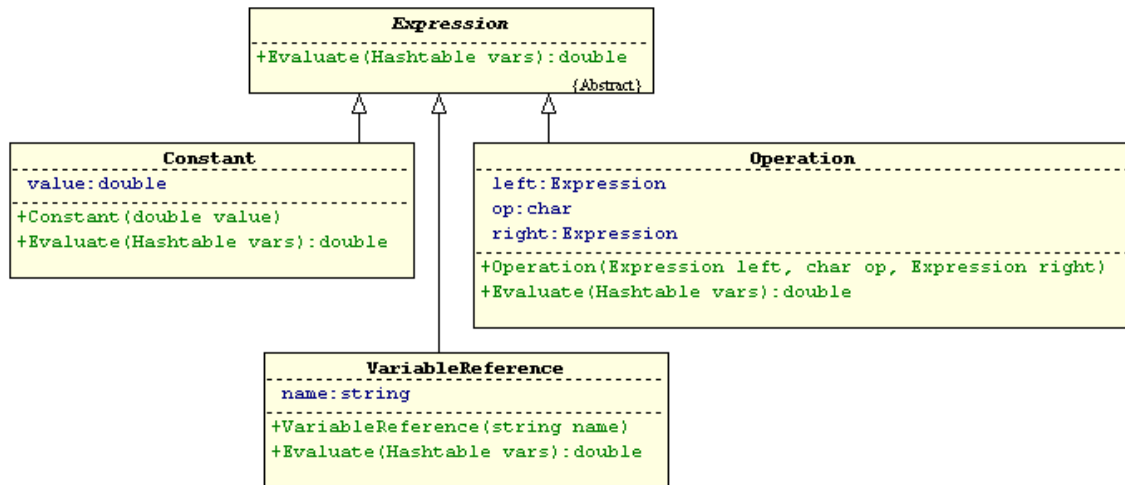 Expression
+Evaluate(Hashtable vars):double
{Abstract}
Constant
value:double
+Constant(double value)
+Evaluate(Hashtable vars):double
Operation
left:Expression
op:char
right:Expression
+Operation(Expression left, char op, Expression right)
+Evaluate(Hashtable vars):double
VariableReference
name:string
+VariableReference(string name)
+Evaluate(Hashtable vars):double